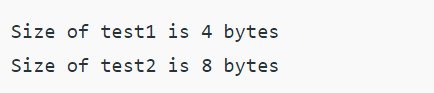 Size of test1 is 4 bytes
Size of test2 is 8 bytes